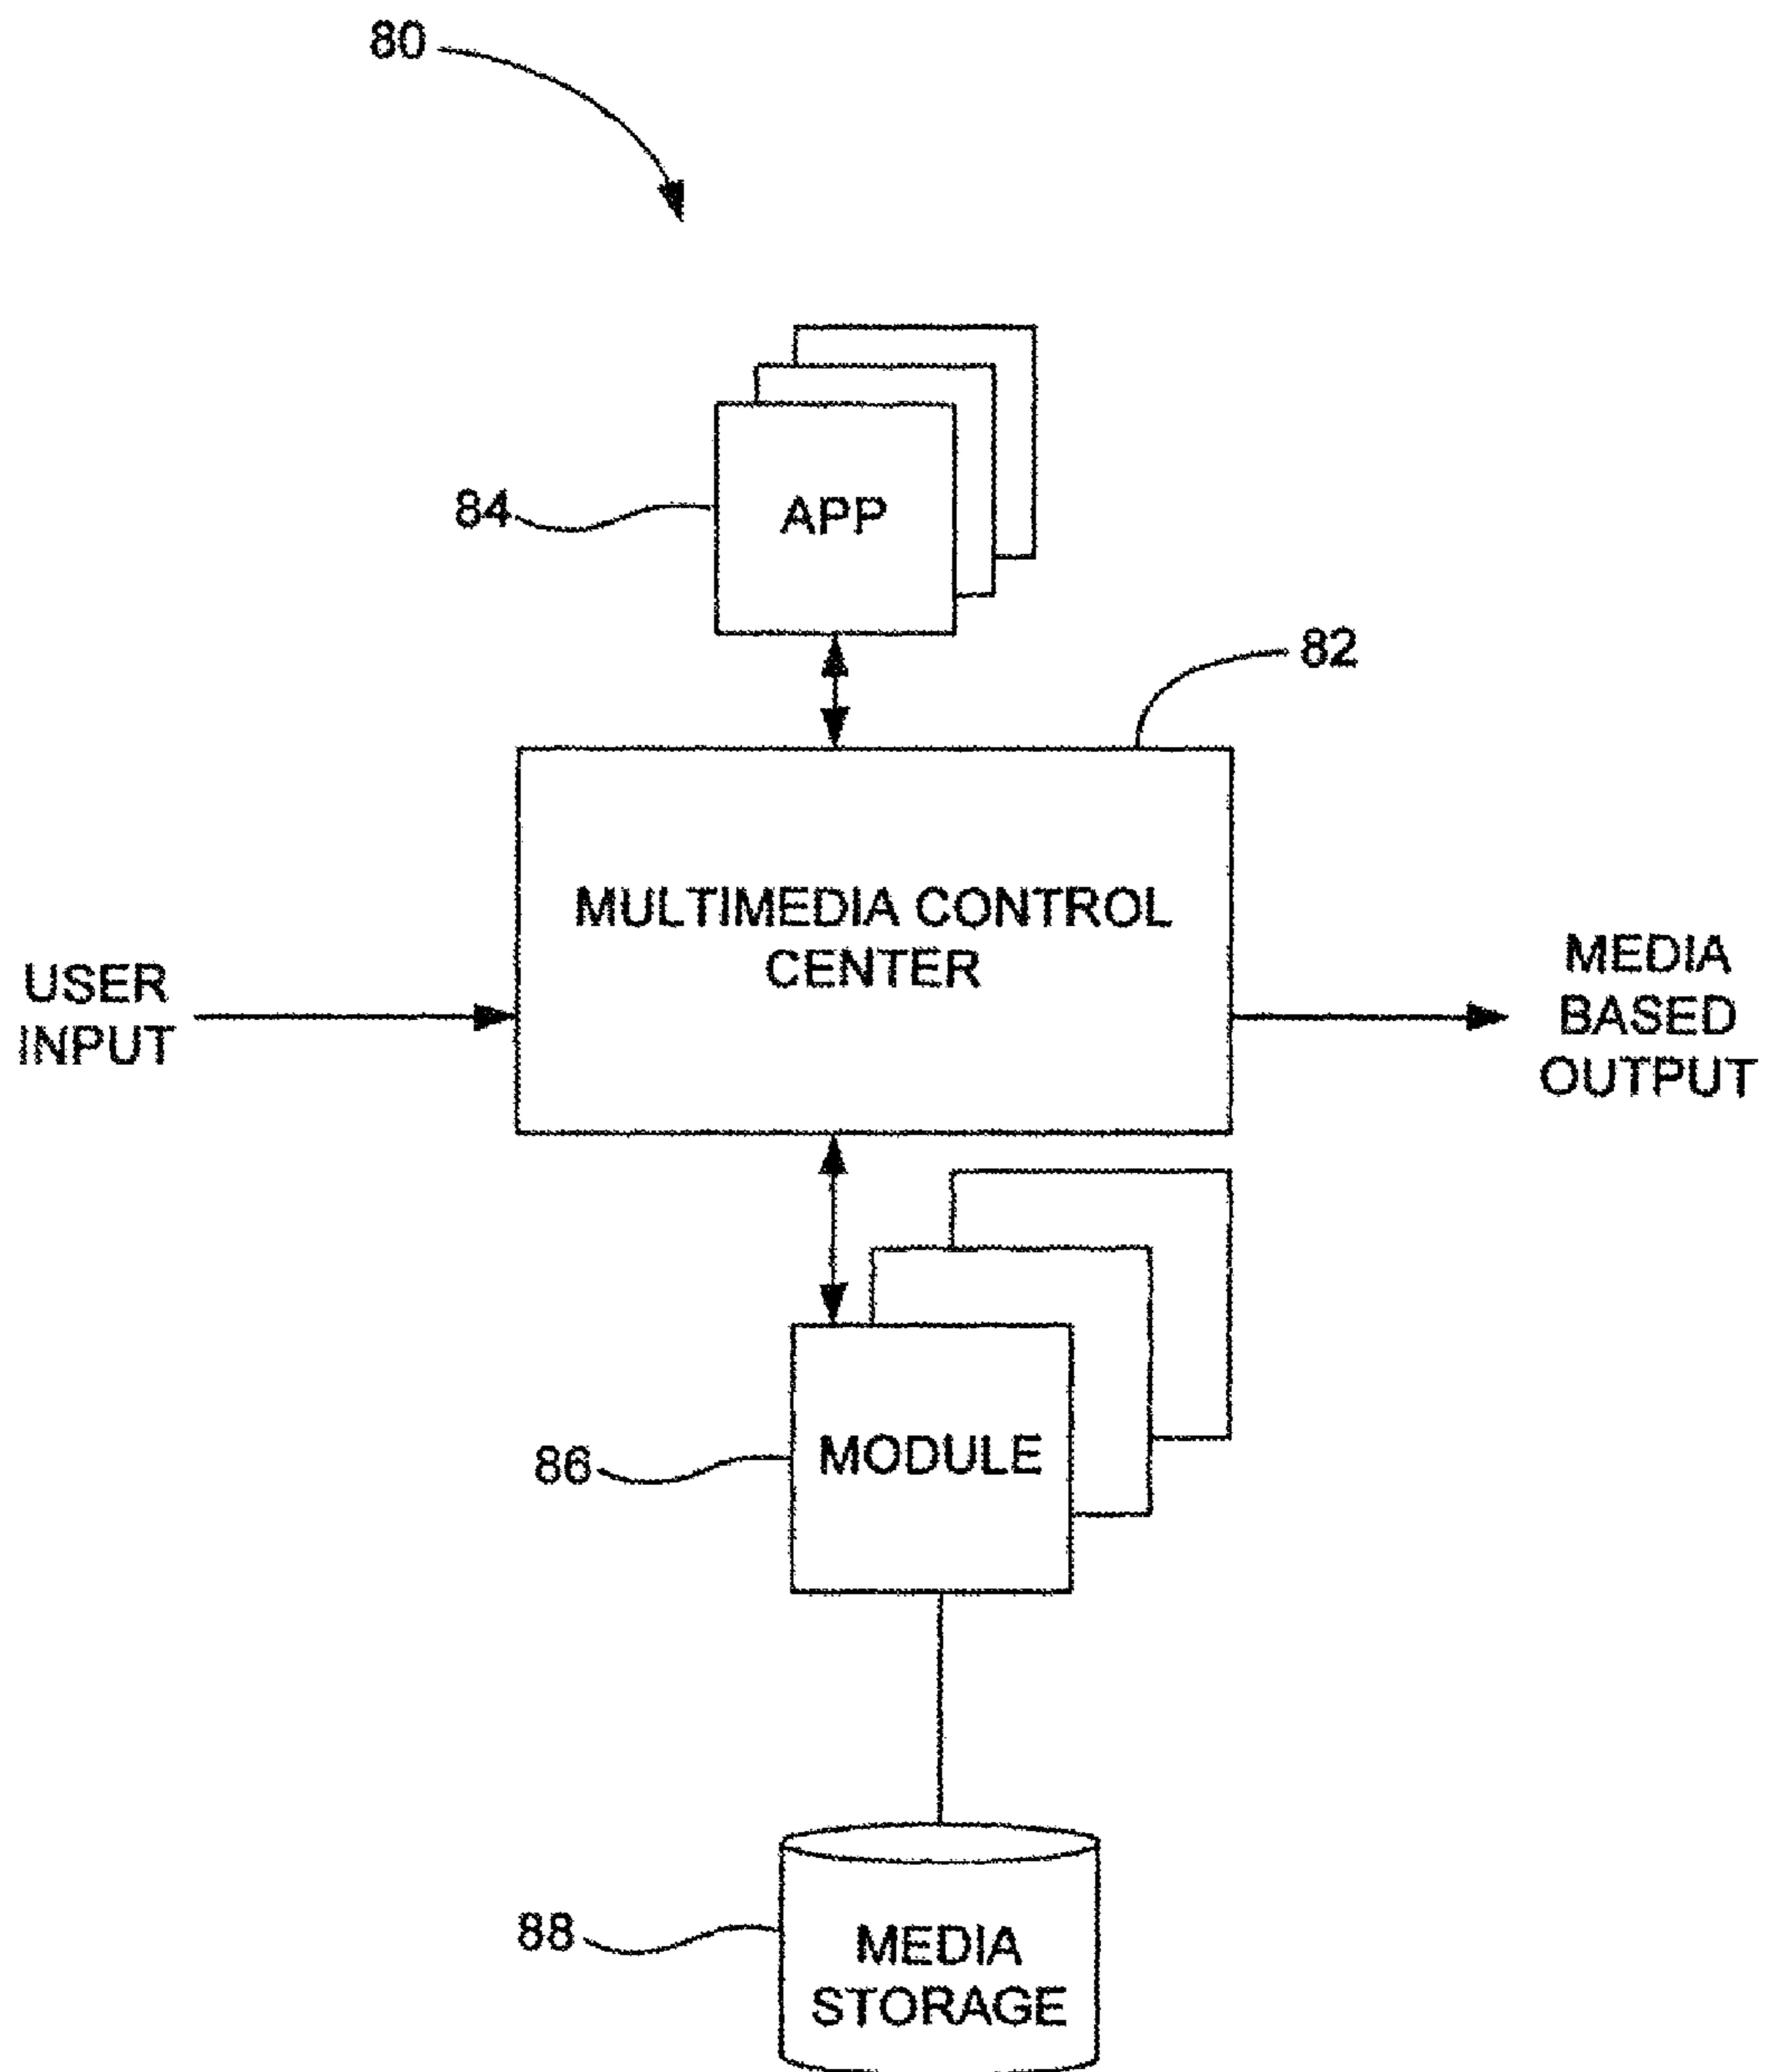 80
APP
84
82
MULTIMEDIA CONTROL
CENTER
USER
INPUT
MEDIA
BASED
OUTPUT
MODULE
86
88
MEDIA
STORAGE